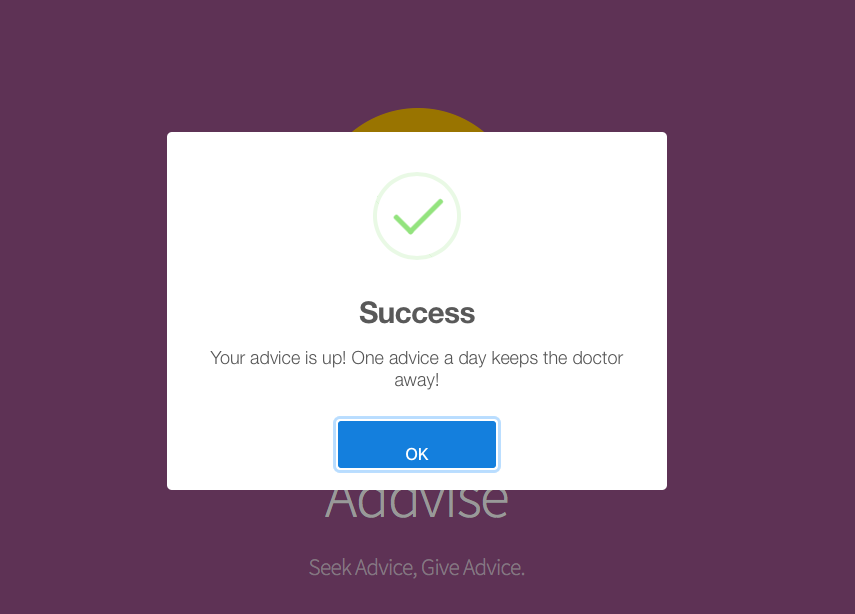 Success
Your advice is up! One advice a day keeps the doctor
away!
OK
Addvise
Seek Advice, Give Advice.